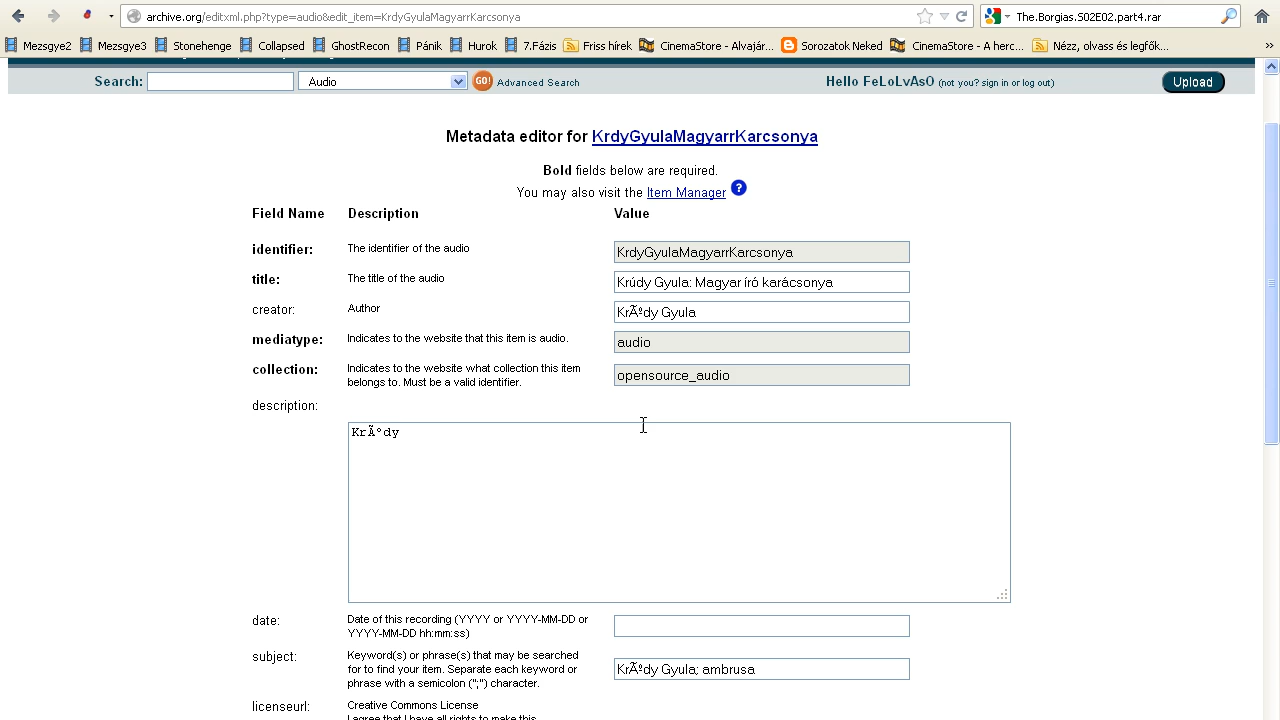 archive.org/editxml.php?type=audio&edit_item=KrdyGyulaMagyarrKarcsonya
The.Borgias.S02E02.part4.rar
Mezsgye2 Mezsgye3 Stonehenge Collapsed GhostRecon Pánik Hurok 7.Fázis Friss hírek CinemaStore - Alvajár... Sorozatok Neked CinemaStore - A herc... Nézz, olvass és legfők... »
Search: Audio GO! Advanced Search Hello FeLoLvAsO (not you? sign in or log out) Upload
Metadata editor for KrdyGyulaMagyarrKarcsonya
Bold fields below are required.
You may also visit the Item Manager ?
Field Name Description Value
identifier: The identifier of the audio KrdyGyulaMagyarrKarcsonya
title: The title of the audio Krúdy Gyula: Magyar író karácsonya
creator: Author KrÃºdy Gyula
mediatype: Indicates to the website that this item is audio. audio
collection: Indicates to the website what collection this item
belongs to. Must be a valid identifier. opensource_audio
description:
KrÃºdy
date: Date of this recording (YYYY or YYYY-MM-DD or
YYYY-MM-DD hh:mm:ss)
subject: Keyword(s) or phrase(s) that may be searched
for to find your item. Separate each keyword or
phrase with a semicolon (";") character. KrÃºdy Gyula; ambrusa
licenseurl: Creative Commons License
I agree that I have all rights to make this